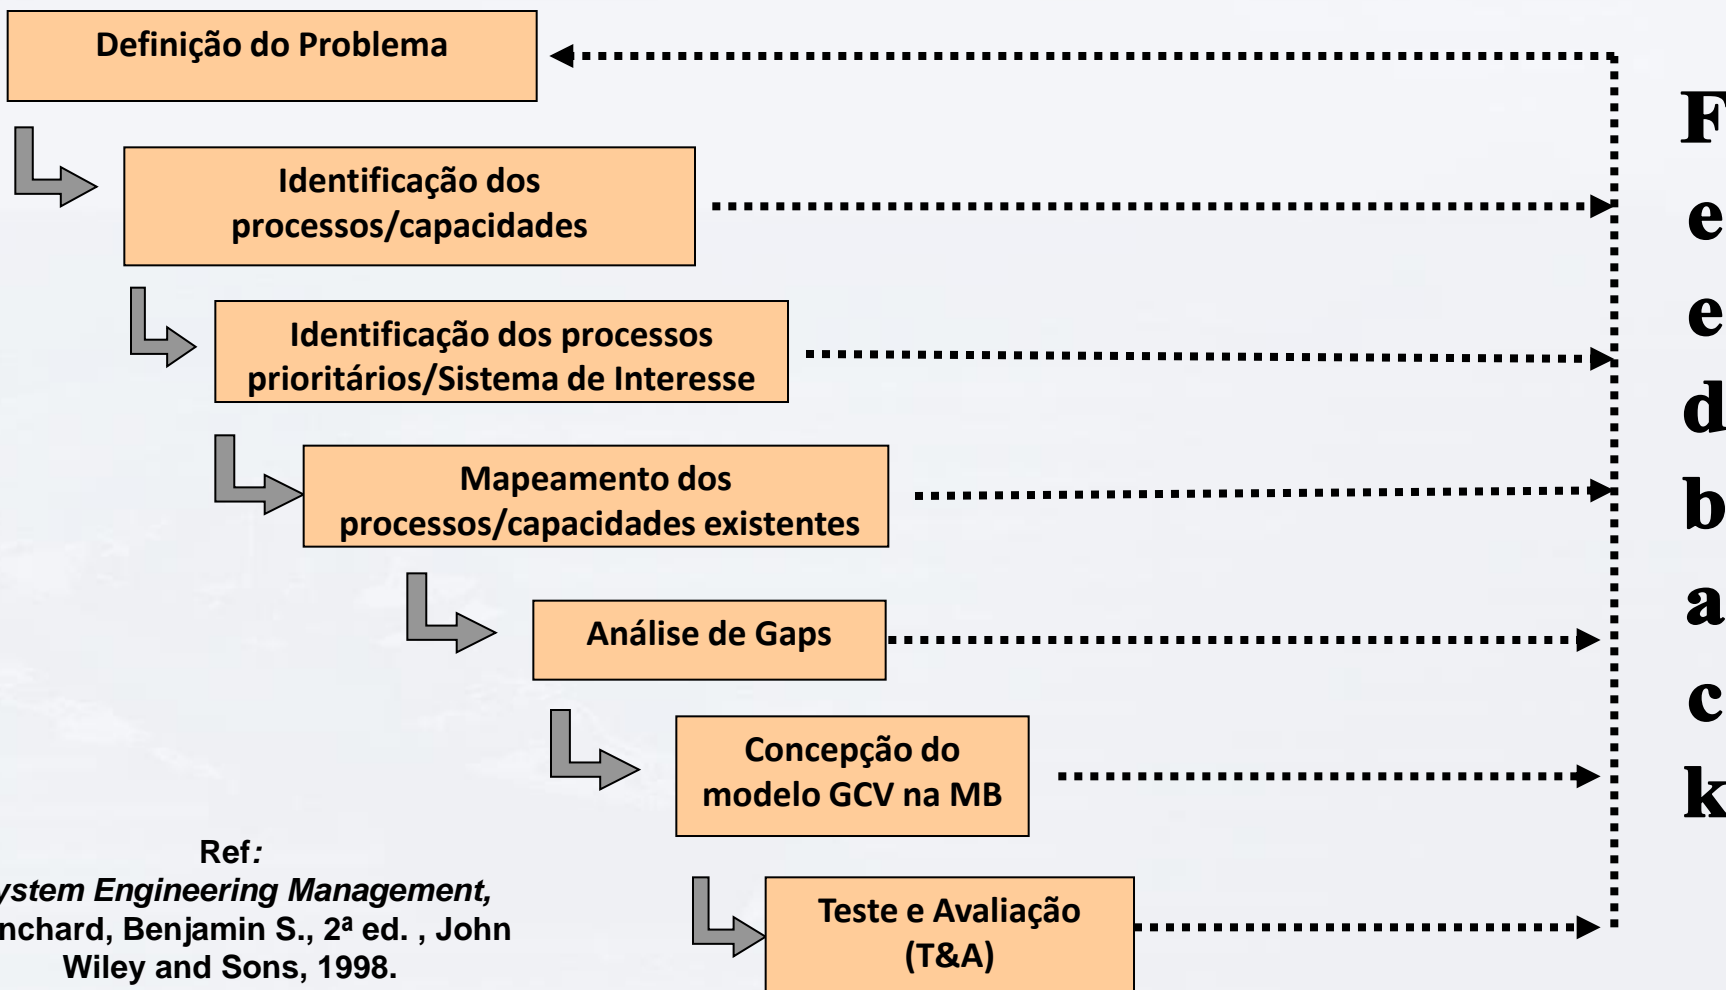 Definição do Problema
Identificação dos
processos/capacidades
Identificação dos processos
prioritários/Sistema de Interesse
Mapeamento dos
processos/capacidades existentes
Análise de Gaps
Concepção do
modelo GCV na MB
Teste e Avaliação
(T&A)
F
e
e
d
b
a
c
k
Ref:
ystem Engineering Management,
nchard, Benjamin S., 2ª ed. , John
Wiley and Sons, 1998.